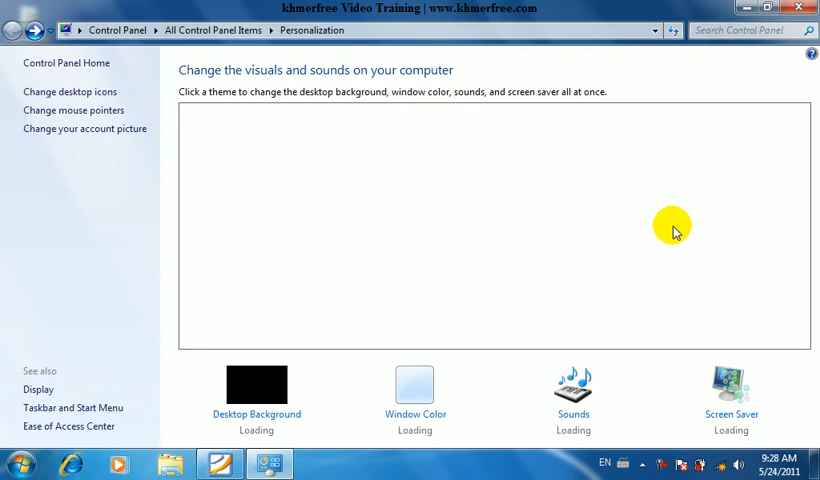 khmerfree Video Training | www.khmerfree.com
Control Panel All Control Panel Items Personalization
Search Control Panel
Control Panel Home
Change desktop icons
Change mouse pointers
Change your account picture
Change the visuals and sounds on your computer
Click a theme to change the desktop background, window color, sounds, and screen saver all at once.
See also
Display
Taskbar and Start Menu
Ease of Access Center
Desktop Background
Loading
Window Color
Loading
Sounds
Loading
Screen Saver
Loading
EN
9:28 AM
5/24/2011